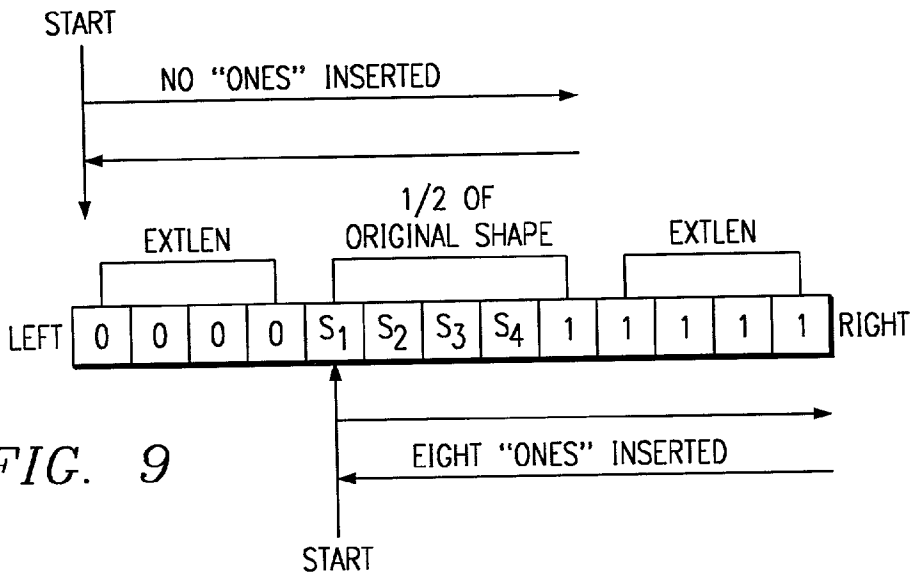 START
NO “ONES” INSERTED
1/2 OF
ORIGINAL SHAPE
EXTLEN
EXTLEN
LEFT 0 0 0 0 S1 S2 S3 S4 1 1 1 1 1 RIGHT
EIGHT “ONES” INSERTED
FIG. 9
START